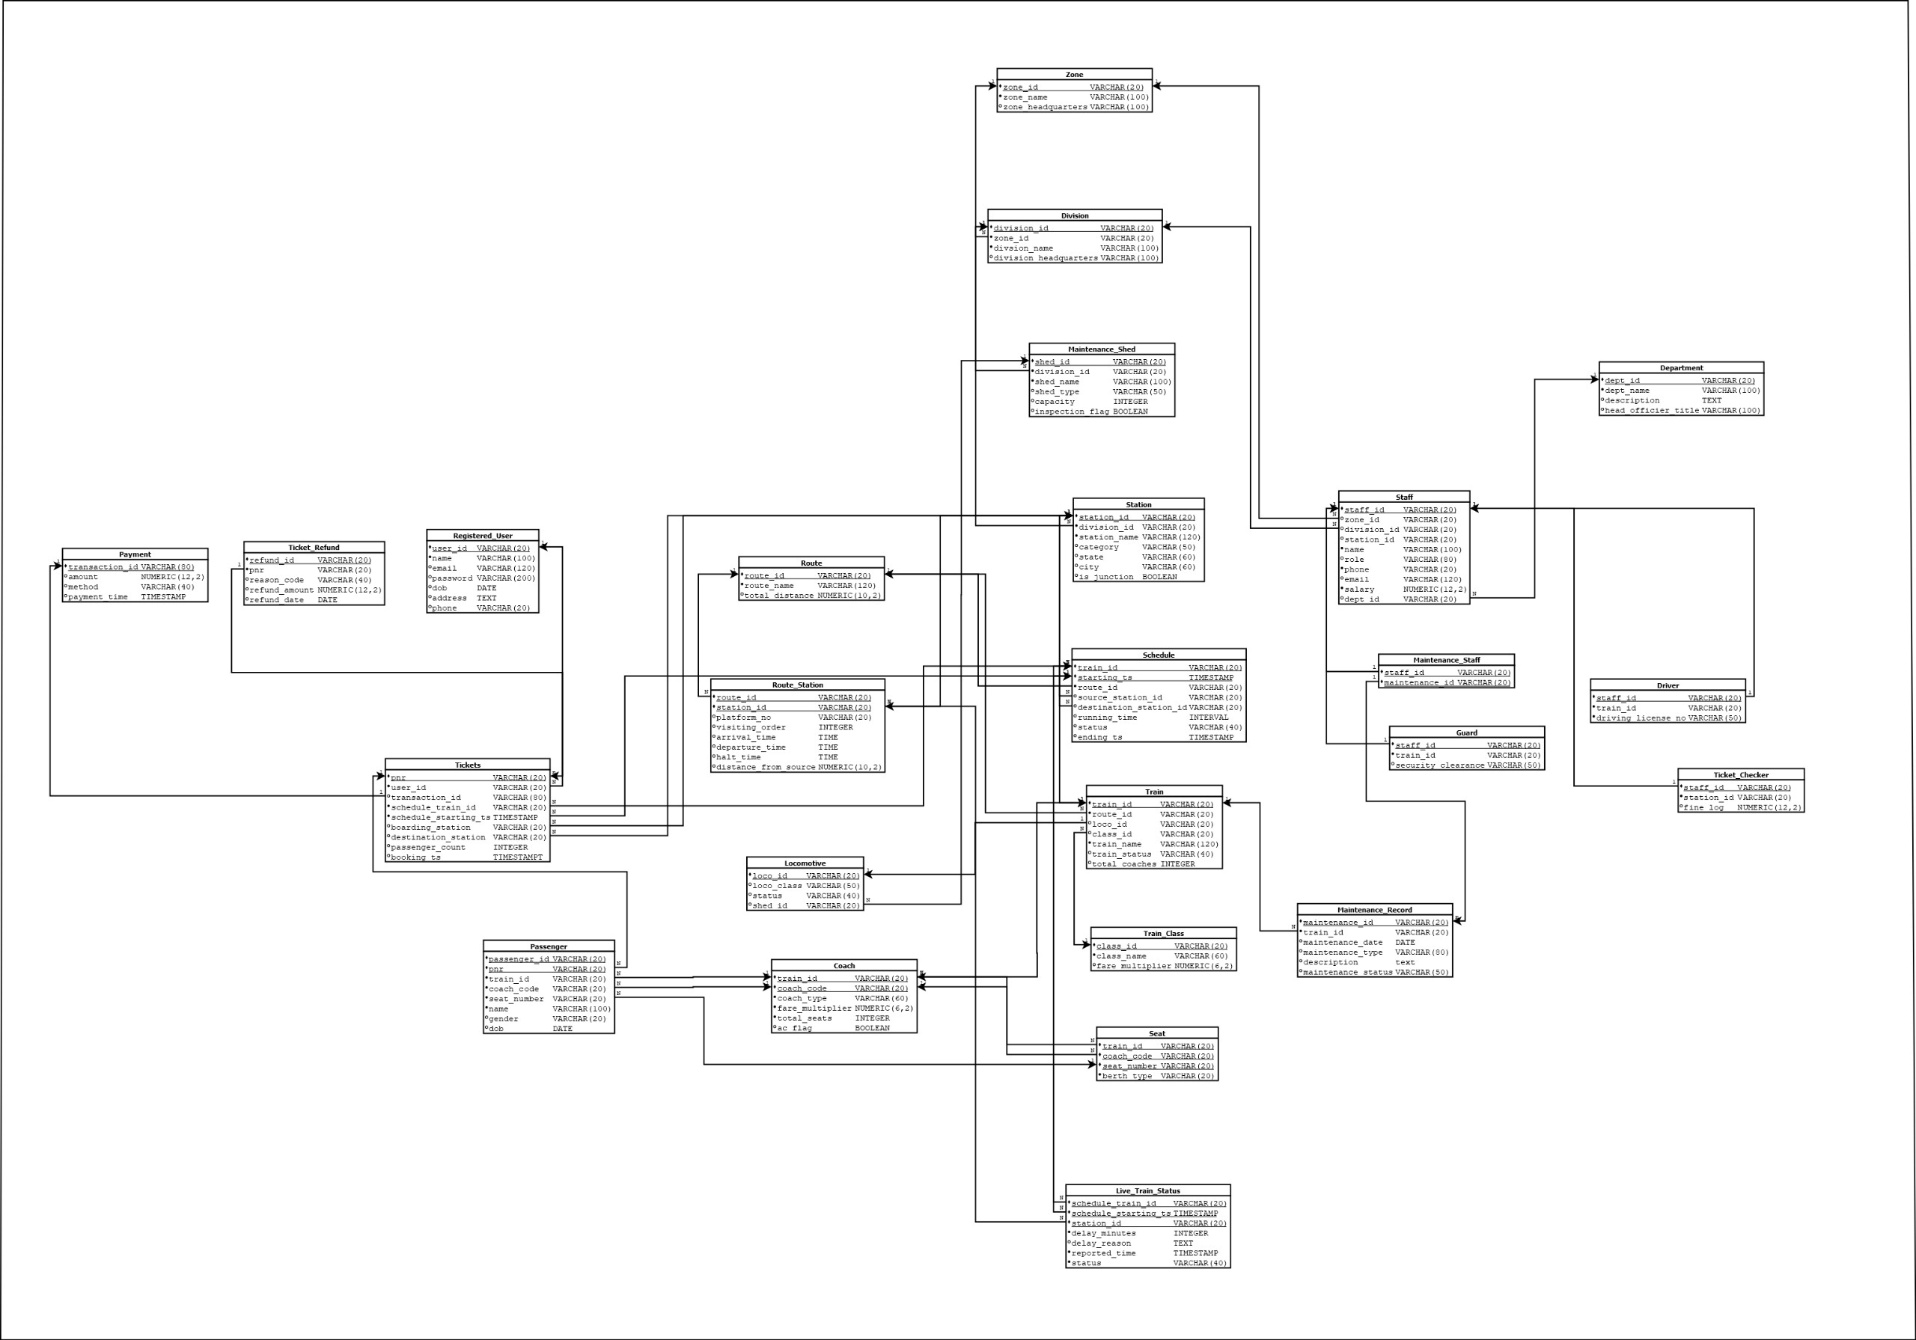 Zone
zone_id VARCHAR(20)
zone_name VARCHAR(100)
zone_headquarters VARCHAR(100)
Division
division_id VARCHAR(20)
zone_id VARCHAR(20)
divsion_name VARCHAR(100)
division_headquarters VARCHAR(100)
Maintenance_Shed
shed_id VARCHAR(20)
division_id VARCHAR(20)
shed_name VARCHAR(100)
shed_type VARCHAR(50)
capacity INTEGER
inspection_flag BOOLEAN
Department
dept_id VARCHAR(20)
dept_name VARCHAR(100)
description TEXT
head_officier_title VARCHAR(100)
Staff
staff_id VARCHAR(20)
zone_id VARCHAR(20)
division_id VARCHAR(20)
station_id VARCHAR(20)
name VARCHAR(100)
role VARCHAR(80)
phone VARCHAR(20)
email VARCHAR(120)
salary NUMERIC(12,2)
dept_id VARCHAR(20)
Station
station_id VARCHAR(20)
division_id VARCHAR(20)
station_name VARCHAR(120)
category VARCHAR(50)
state VARCHAR(60)
city VARCHAR(60)
is_junction BOOLEAN
Payment
transaction_id VARCHAR(80)
amount NUMERIC(12,2)
method VARCHAR(40)
payment_time TIMESTAMP
Ticket_Refund
refund_id VARCHAR(20)
pnr VARCHAR(20)
reason_code VARCHAR(40)
refund_amount NUMERIC(12,2)
refund_date DATE
Registered_User
user_id VARCHAR(20)
name VARCHAR(100)
email VARCHAR(120)
password VARCHAR(200)
dob DATE
address TEXT
phone VARCHAR(20)
Route
route_id VARCHAR(20)
route_name VARCHAR(120)
total_distance NUMERIC(10,2)
Schedule
train_id VARCHAR(20)
starting_ts TIMESTAMP
route_id VARCHAR(20)
source_station_id VARCHAR(20)
destination_station_id VARCHAR(20)
running_time INTERVAL
status VARCHAR(40)
ending_ts TIMESTAMP
Maintenance_Staff
staff_id VARCHAR(20)
maintenance_id VARCHAR(20)
Driver
staff_id VARCHAR(20)
train_id VARCHAR(20)
driving_license_no VARCHAR(50)
Route_Station
route_id VARCHAR(20)
station_id VARCHAR(20)
platform_no VARCHAR(20)
visiting_order INTEGER
arrival_time TIME
departure_time TIME
halt_time TIME
distance_from_source NUMERIC(10,2)
Guard
staff_id VARCHAR(20)
train_id VARCHAR(20)
security_clearance VARCHAR(50)
Ticket_Checker
staff_id VARCHAR(20)
station_id VARCHAR(20)
fine_log NUMERIC(12,2)
Tickets
pnr VARCHAR(20)
user_id VARCHAR(20)
transaction_id VARCHAR(80)
schedule_train_id VARCHAR(20)
schedule_starting_ts TIMESTAMP
boarding_station VARCHAR(20)
destination_station VARCHAR(20)
passenger_count INTEGER
booking_ts TIMESTAMPT
Train
train_id VARCHAR(20)
route_id VARCHAR(20)
loco_id VARCHAR(20)
class_id VARCHAR(20)
train_name VARCHAR(120)
train_status VARCHAR(40)
total_coaches INTEGER
Locomotive
loco_id VARCHAR(20)
loco_class VARCHAR(50)
status VARCHAR(40)
shed_id VARCHAR(20)
Maintenance_Record
maintenance_id VARCHAR(20)
train_id VARCHAR(20)
maintenance_date DATE
maintenance_type VARCHAR(80)
description text
maintenance_status VARCHAR(50)
Train_Class
class_id VARCHAR(20)
class_name VARCHAR(60)
fare_multiplier NUMERIC(6,2)
Passenger
passenger_id VARCHAR(20)
pnr VARCHAR(20)
train_id VARCHAR(20)
coach_code VARCHAR(20)
seat_number VARCHAR(20)
name VARCHAR(100)
gender VARCHAR(20)
dob DATE
Coach
train_id VARCHAR(20)
coach_code VARCHAR(20)
coach_type VARCHAR(60)
fare_multiplier NUMERIC(6,2)
total_seats INTEGER
ac_flag BOOLEAN
Seat
train_id VARCHAR(20)
coach_code VARCHAR(20)
seat_number VARCHAR(20)
berth_type VARCHAR(20)
Live_Train_Status
schedule_train_id VARCHAR(20)
schedule_starting_ts TIMESTAMP
station_id VARCHAR(20)
delay_minutes INTEGER
delay_reason TEXT
reported_time TIMESTAMP
status VARCHAR(40)